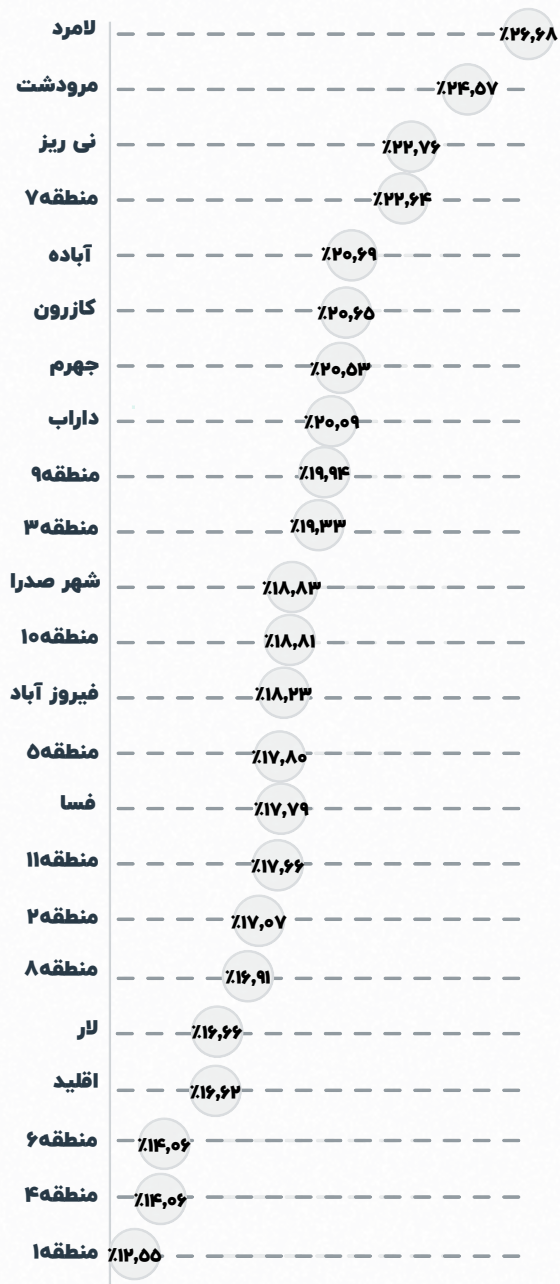 لامرد ٪۲۶,۶۸
مرودشت ٪۲۴,۵۷
نی ریز ٪۲۲,۷۶
منطقه۷ ٪۲۲,۶۴
آباده ٪۲۰,۶۹
کازرون ٪۲۰,۶۵
جهرم ٪۲۰,۵۳
داراب ٪۲۰,۰۹
منطقه۹ ٪۱۹,۹۴
منطقه۳ ٪۱۹,۳۳
شهر صدرا ٪۱۸,۸۳
منطقه۱۰ ٪۱۸,۸۱
فیروز آباد ٪۱۸,۲۳
منطقه۵ ٪۱۷,۸۰
فسا ٪۱۷,۷۹
منطقه۱۱ ٪۱۷,۶۶
منطقه۲ ٪۱۷,۰۷
منطقه۸ ٪۱۶,۹۱
لار ٪۱۶,۶۶
اقلید ٪۱۶,۶۲
منطقه۶ ٪۱۴,۰۶
منطقه۴ ٪۱۴,۰۶
منطقه۱ ٪۱۲,۵۵